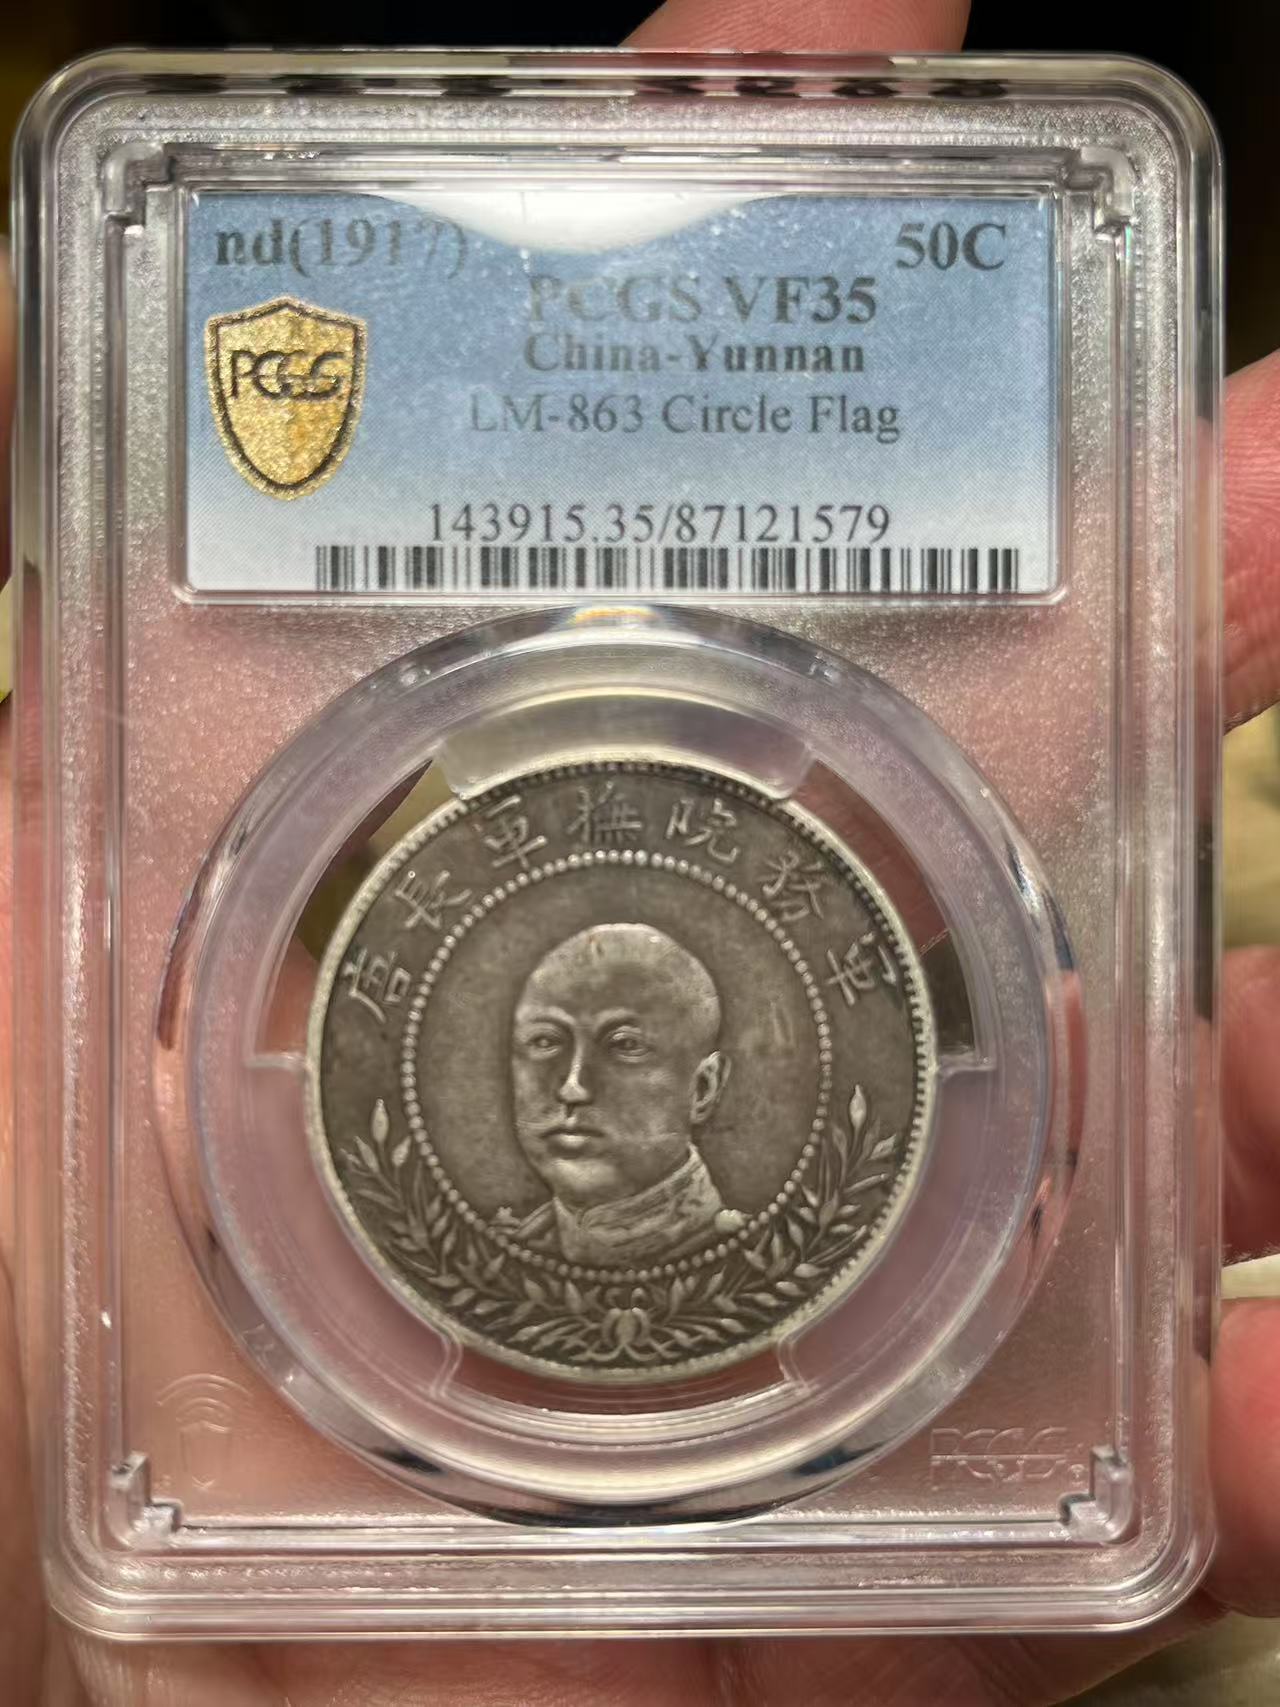 nd(1917) 50C
PCGS VF35
PCGS
China-Yunnan
LM-863 Circle Flag
143915.35/87121579
唐長軍撫院務軍
PCGS